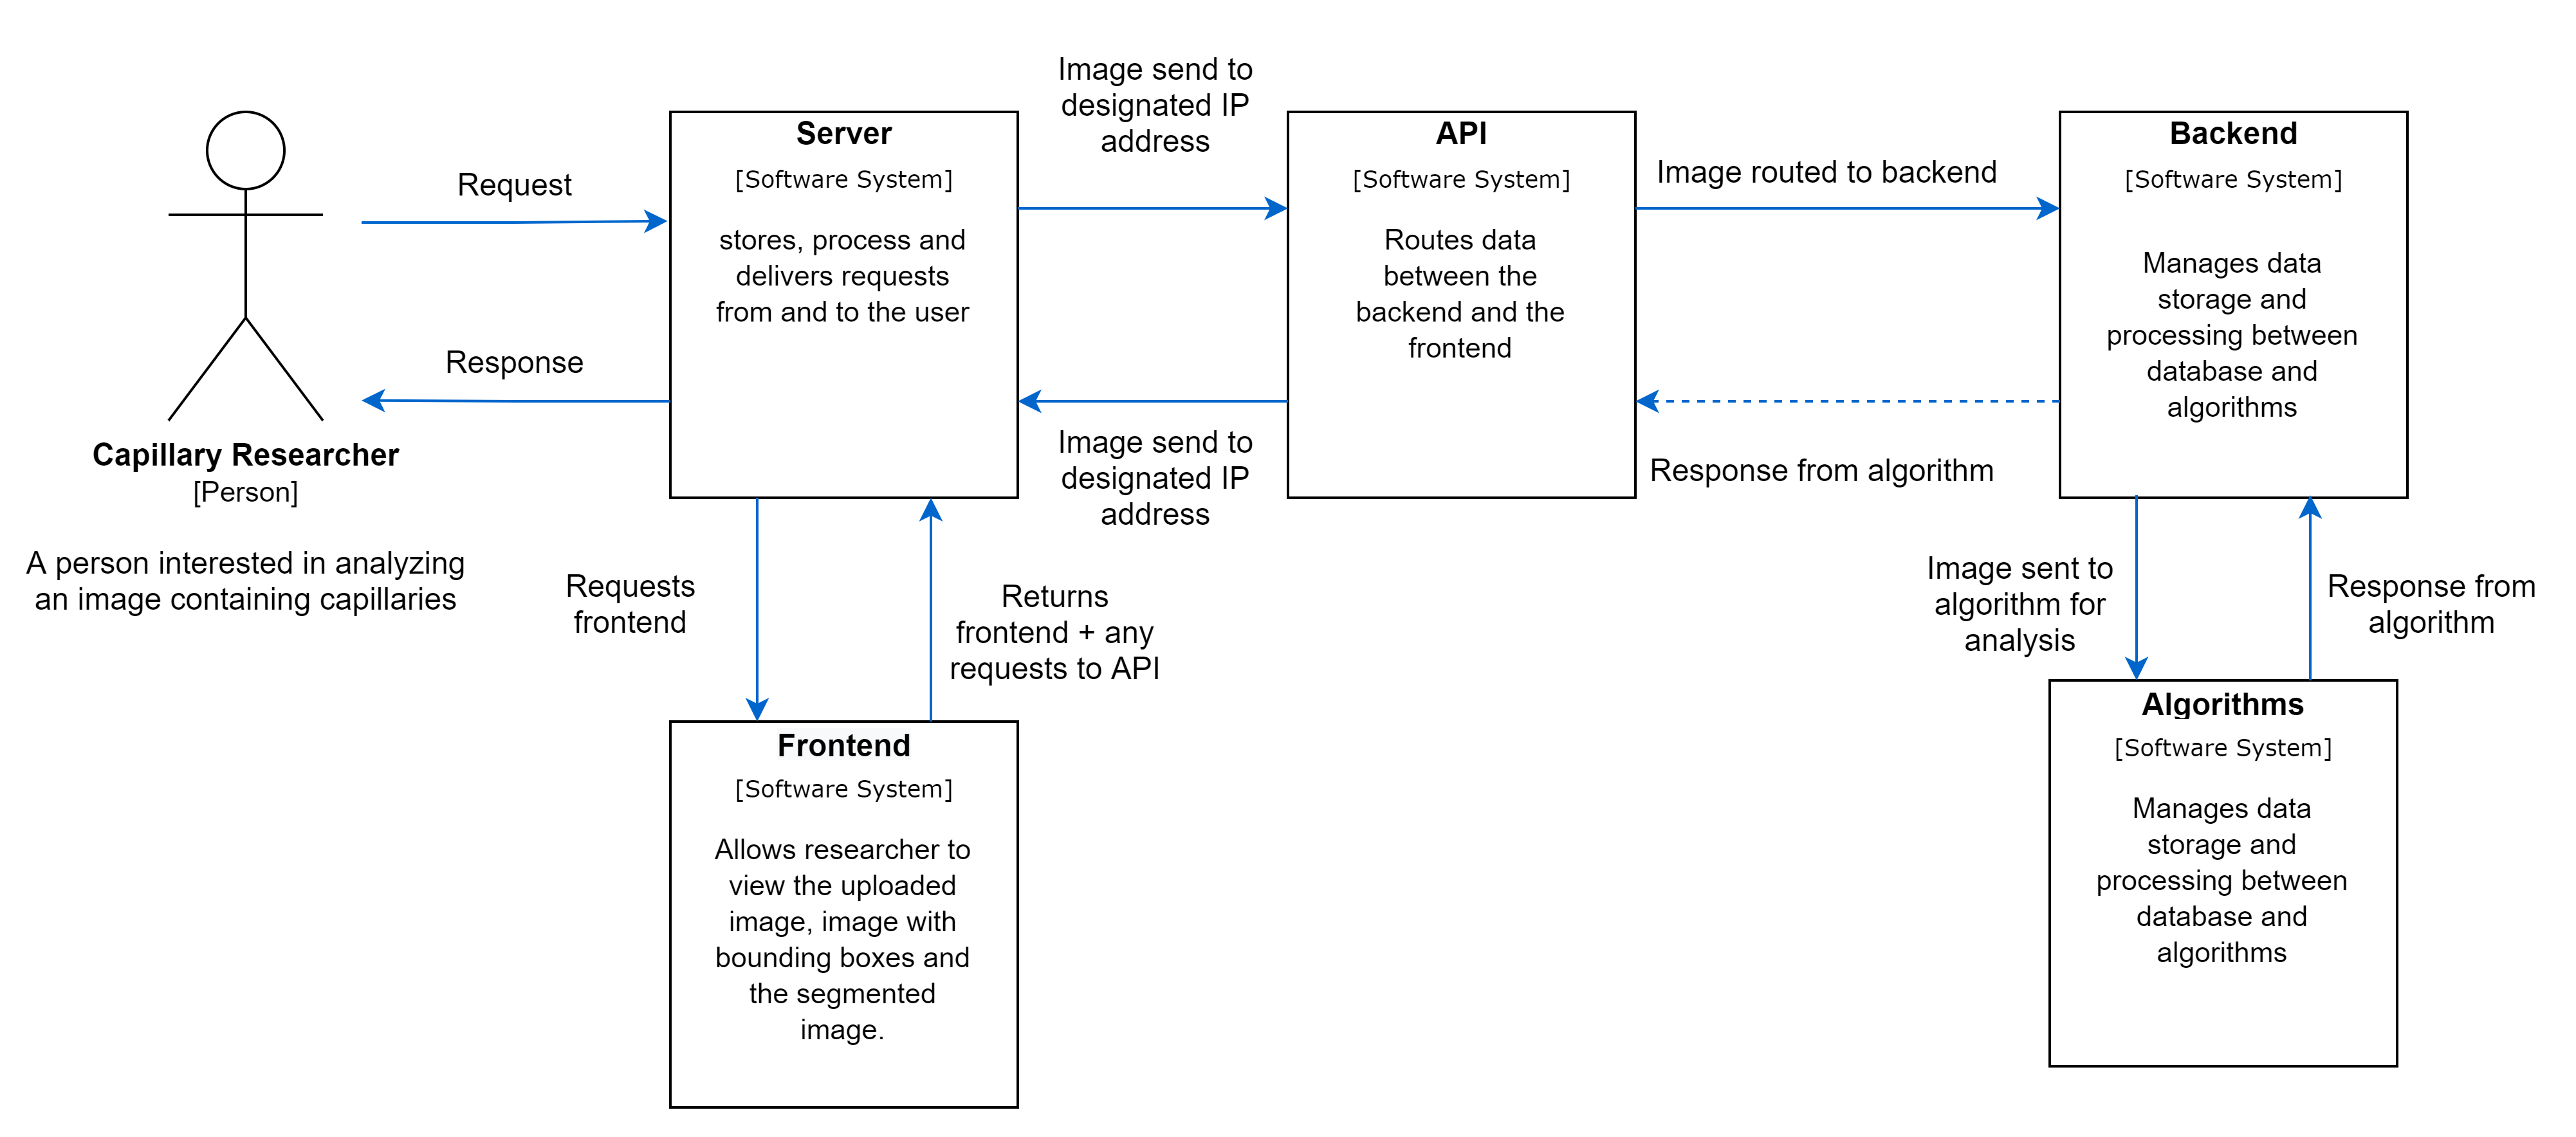 Image send to
designated IP
address
Server
[Software System]
stores, process and
delivers requests
from and to the user
API
[Software System]
Routes data
between the
backend and the
frontend
Backend
[Software System]
Manages data
storage and
processing between
database and
algorithms
Request
Image routed to backend
Response
Capillary Researcher
[Person]
A person interested in analyzing
an image containing capillaries
Image send to
designated IP
address
Response from algorithm
Requests
frontend
Returns
frontend + any
requests to API
Image sent to
algorithm for
analysis
Response from
algorithm
Frontend
[Software System]
Allows researcher to
view the uploaded
image, image with
bounding boxes and
the segmented
image.
Algorithms
[Software System]
Manages data
storage and
processing between
database and
algorithms